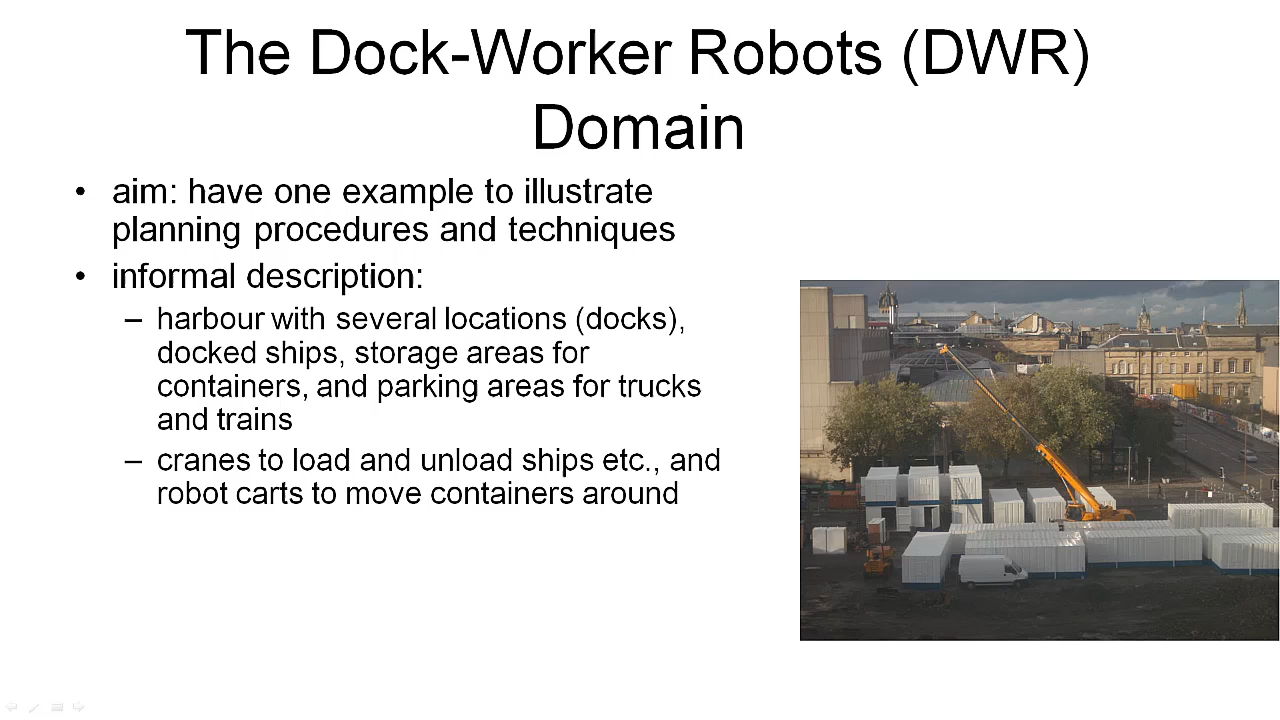 The Dock-Worker Robots (DWR)
Domain
• aim: have one example to illustrate
planning procedures and techniques
• informal description:
– harbour with several locations (docks),
docked ships, storage areas for
containers, and parking areas for trucks
and trains
– cranes to load and unload ships etc., and
robot carts to move containers around